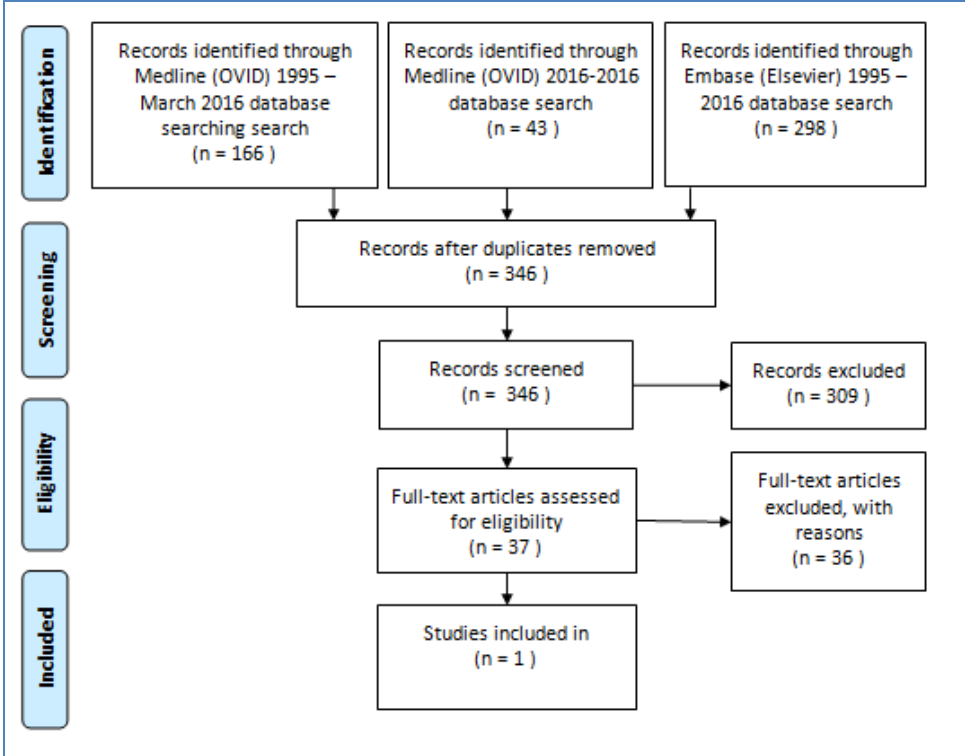 Identification
Records identified through
Medline (OVID) 1995 –
March 2016 database
searching search
(n = 166 )
Records identified through
Medline (OVID) 2016-2016
database search
(n = 43 )
Records identified through
Embase (Elsevier) 1995 –
2016 database search
(n = 298 )
Screening
Records after duplicates removed
(n = 346 )
Records screened
(n = 346 )
Records excluded
(n = 309 )
Eligibility
Full-text articles assessed
for eligibility
(n = 37 )
Full-text articles
excluded, with
reasons
(n = 36 )
Included
Studies included in
(n = 1 )